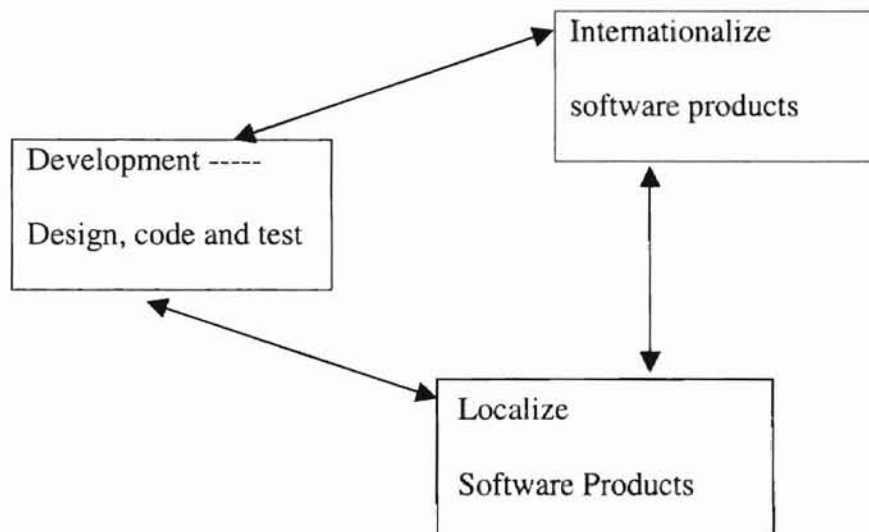 Internationalize
software products
Development -----
Design, code and test
Localize
Software Products